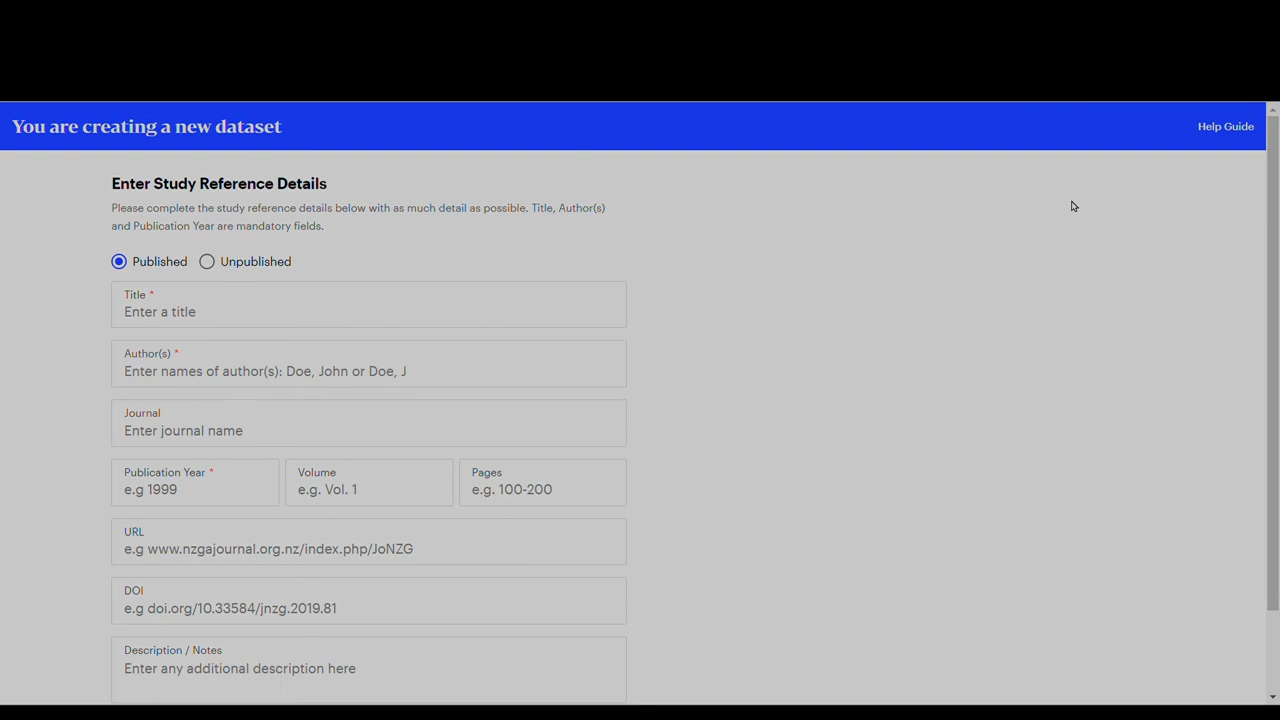 You are creating a new dataset
Help Guide
Enter Study Reference Details
Please complete the study reference details below with as much detail as possible. Title, Author(s)
and Publication Year are mandatory fields.
Published
Unpublished
Title *
Enter a title
Author(s) *
Enter names of author(s): Doe, John or Doe, J
Journal
Enter journal name
Publication Year *
e.g 1999
Volume
e.g. Vol. 1
Pages
e.g. 100-200
URL
e.g www.nzgajournal.org.nz/index.php/JoNZG
DOI
e.g doi.org/10.33584/jnzg.2019.81
Description / Notes
Enter any additional description here